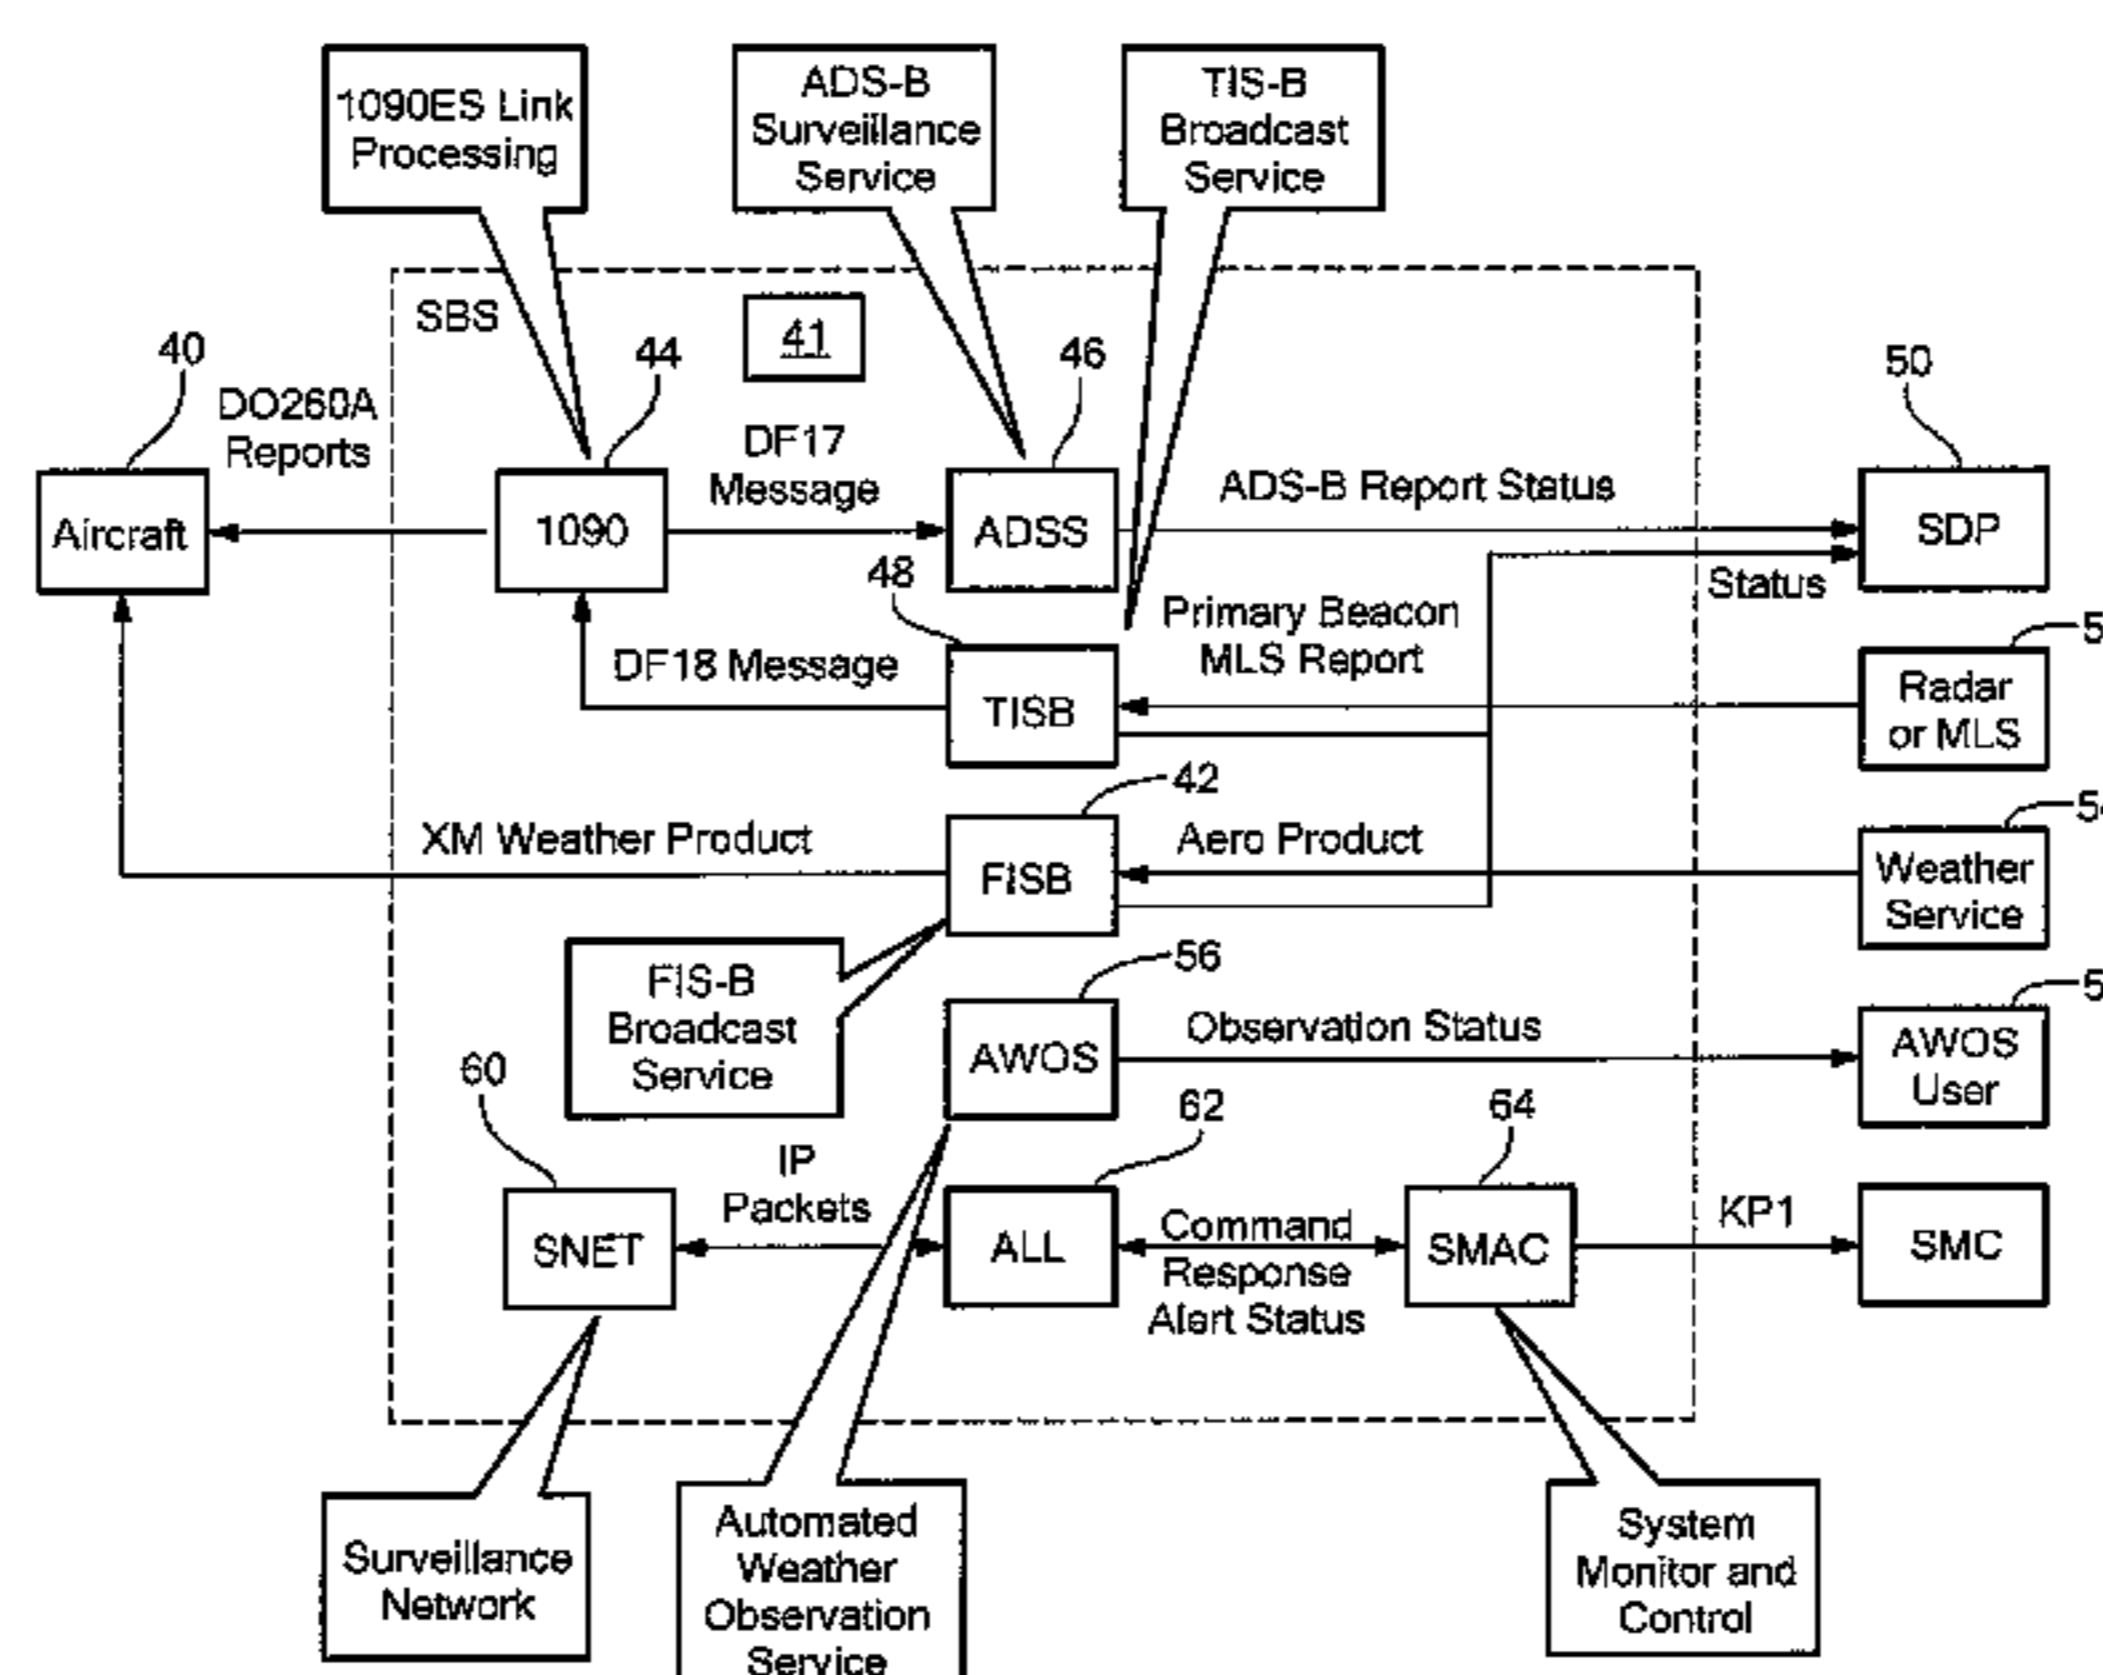 1090ES Link
Processing
ADS-B
Surveillance
Service
TIS-B
Broadcast
Service
SBS
41
40
DO260A
Reports
44
DF17
Message
46
50
Aircraft
1090
ADSS
ADS-B Report Status
SDP
Status
48
DF18 Message
TISB
Primary Beacon
MLS Report
5
Radar
or MLS
42
XM Weather Product
FISB
Aero Product
5
Weather
Service
FIS-B
Broadcast
Service
56
AWOS
Observation Status
5
AWOS
User
60
SNET
IP
Packets
62
ALL
Command
Response
Alert Status
64
SMAC
KP1
SMC
Surveillance
Network
Automated
Weather
Observation
Service
System
Monitor and
Control